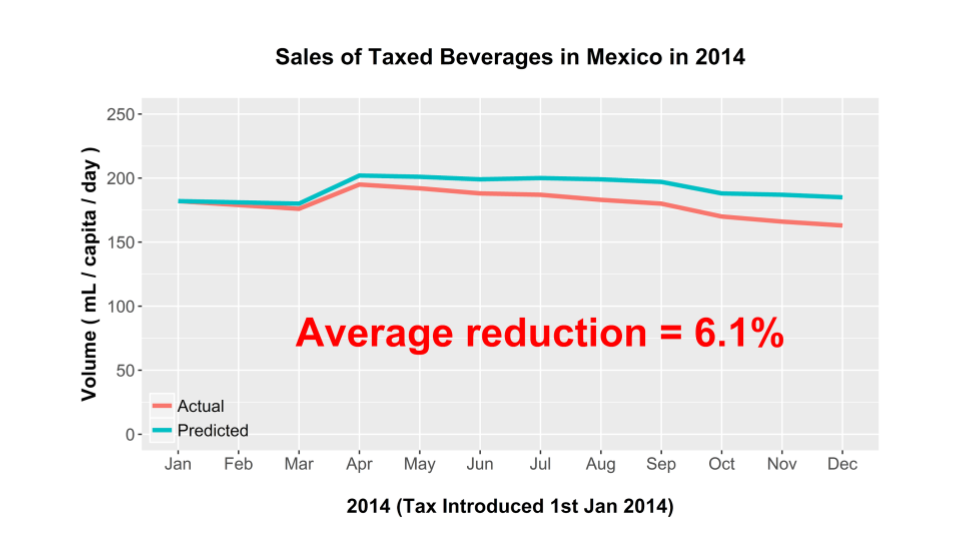 Sales of Taxed Beverages in Mexico in 2014
Volume ( mL / capita / day )
250
200
150
100
50
0
Average reduction = 6.1%
Actual
Predicted
Jan Feb Mar Apr May Jun Jul Aug Sep Oct Nov Dec
2014 (Tax Introduced 1st Jan 2014)